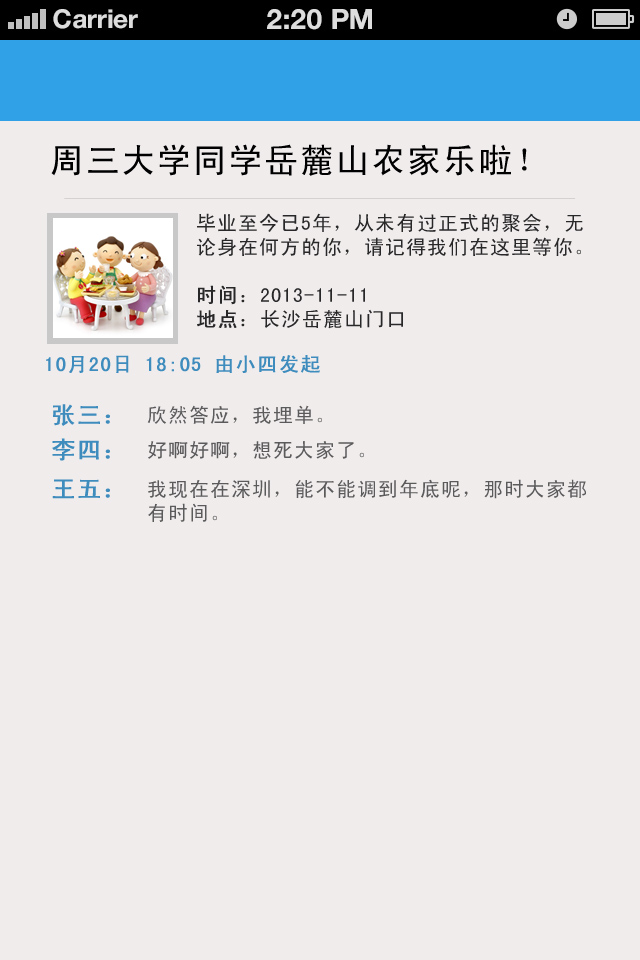 Carrier 2:20 PM
周三大学同学岳麓山农家乐啦！
毕业至今已5年，从未有过正式的聚会，无
论身在何方的你，请记得我们在这里等你。
时间：2013-11-11
地点：长沙岳麓山门口
10月20日 18:05 由小四发起
张三： 欣然答应，我埋单。
李四： 好啊好啊，想死大家了。
王五： 我现在在深圳，能不能调到年底呢，那时大家都
有时间。